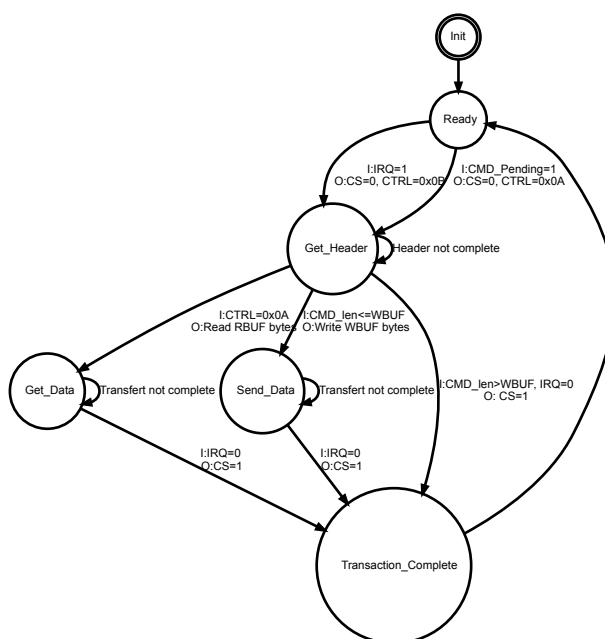 Init
Ready
I:IRQ=1
O:CS=0, CTRL=0x0B
I:CMD_Pending=1
O:CS=0, CTRL=0x0A
Get_Header
Header not complete
I:CTRL=0x0A
O:Read RBUF bytes
I:CMD_len<=WBUF
O:Write WBUF bytes
I:CMD_len>WBUF, IRQ=0
O: CS=1
Get_Data
Transfert not complete
Send_Data
Transfert not complete
I:IRQ=0
O:CS=1
I:IRQ=0
O:CS=1
Transaction_Complete